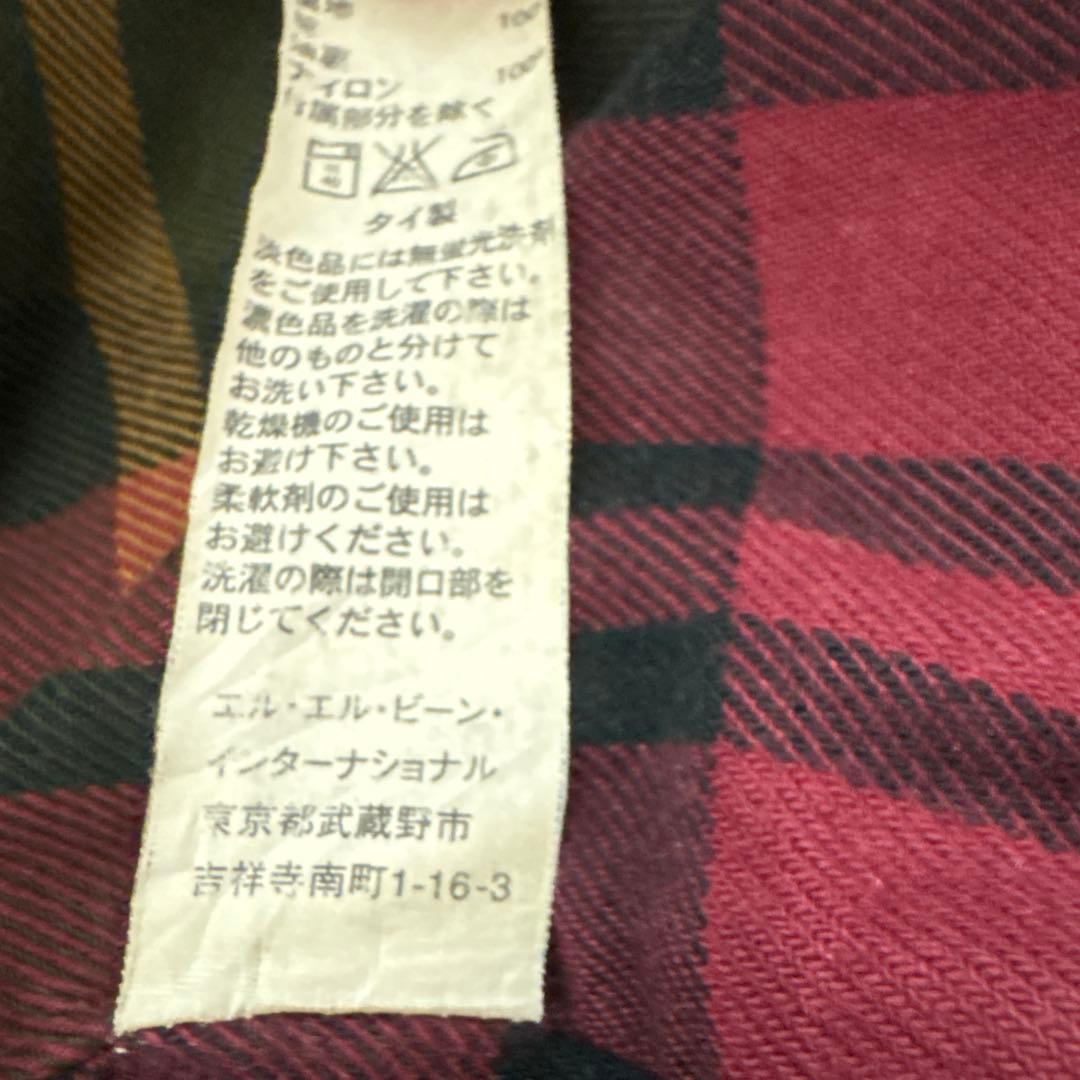 100
100%
イロン
属部分を除く
タイ製
淡色品には無蛍光洗剤
をご使用して下さい。
濃色品を洗濯の際は
他のものと分けて
お洗い下さい。
乾燥機のご使用は
お避け下さい。
柔軟剤のご使用は
お避けください。
洗濯の際は開口部を
閉じてください。
エル・エル・ビーン・
インターナショナル
東京都武蔵野市
吉祥寺南町1-16-3